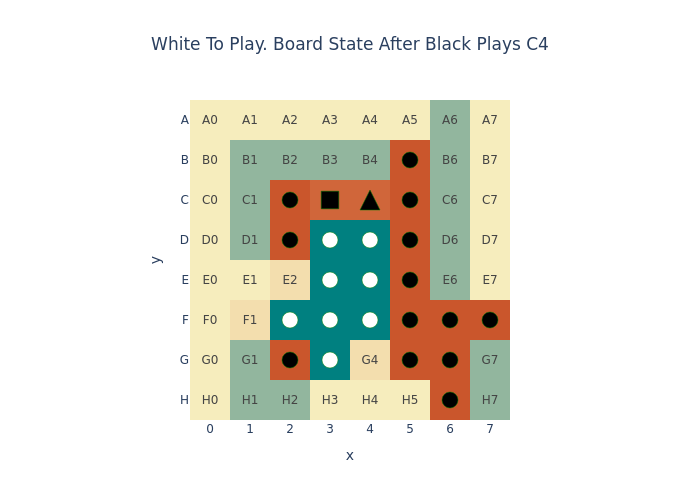 White To Play. Board State After Black Plays C4
A A0 A1 A2 A3 A4 A5 A6 A7
B B0 B1 B2 B3 B4 B6 B7
C C0 C1 C6 C7
D D0 D1 D6 D7
E E0 E1 E2 E6 E7
F F0 F1
G G0 G1 G4 G7
H H0 H1 H2 H3 H4 H5 H7
0 1 2 3 4 5 6 7
x
y